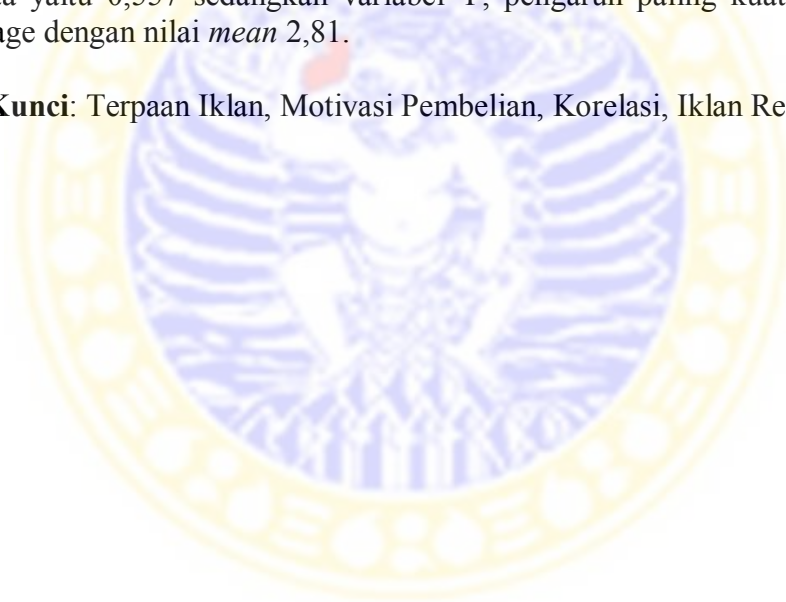 yaitu 0,557 sedangkan variabel Y, pengaruh paling kuat
age dengan nilai mean 2,81.
Kunci: Terpaan Iklan, Motivasi Pembelian, Korelasi, Iklan Re